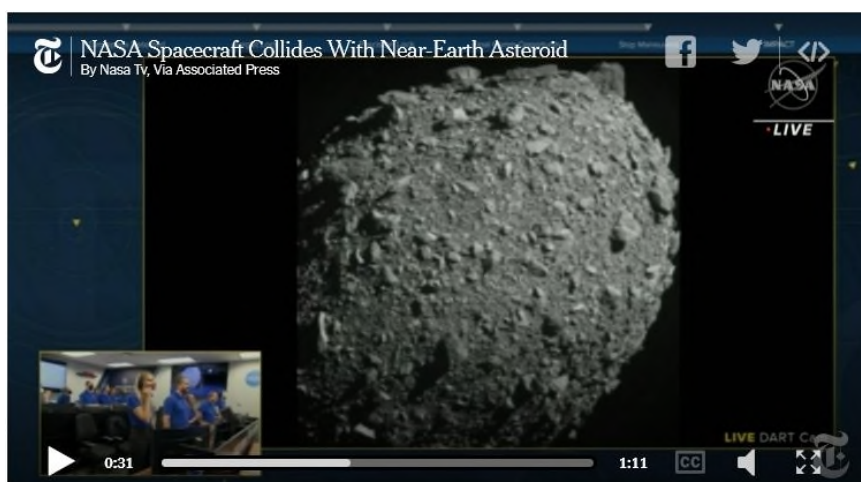 NASA Spacecraft Collides With Near-Earth Asteroid
By Nasa Tv, Via Associated Press
IMPACT
NASA
LIVE
LIVE DART
0:31
1:11
CC